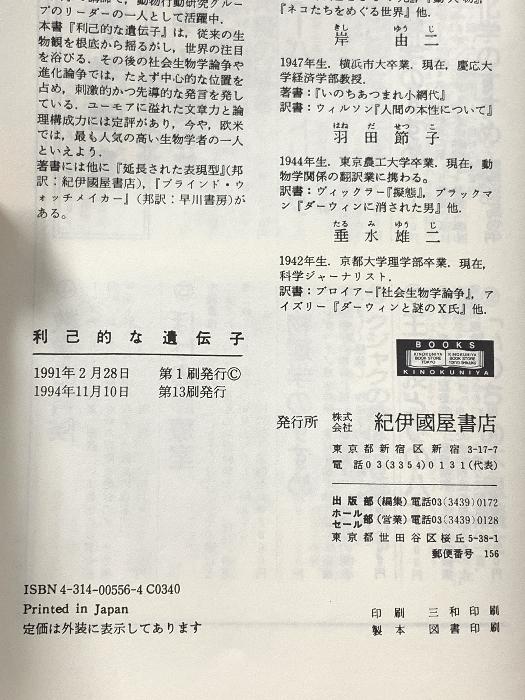 プのリーダーの一人として活躍中．
本書『利己的な遺伝子』は，従来の生
物観を根底から揺るがし，世界の注目
を浴びる．その後の社会生物学論争や
進化論争では，たえず中心的な位置を
占め，刺激的かつ先導的な発言を発し
ている．ユーモアに溢れた文章力と論
理構成力には定評があり，今や，欧米
では，最も人気の高い生物学者の一人
といえよう．
著書には他に『延長された表現型』(邦
訳：紀伊國屋書店)，『ブラインド・ウ
ォッチメイカー』(邦訳：早川書房)が
ある。
『ネコたちをめぐる世界』他．
きし ゆう じ
岸 由 二
1947年生．横浜市大卒業．現在，慶応大
学経済学部教授．
著書：『いのちあつまれ小網代』
訳書：ウィルソン『人間の本性について』
はね だ せつ こ
羽 田 節 子
1944年生．東京農工大学卒業．現在，動
物学関係の翻訳業に携わる。
訳書：ヴィックラー『擬態』，ブラックマ
ン『ダーウィンに消された男』他．
たる み ゆう じ
垂 水 雄 二
1942年生．京都大学理学部卒業．現在，
科学ジャーナリスト．
訳書：ブロイアー『社会生物学論争』，ア
イズリー『ダーウィンと謎のX氏』他．
利己的な遺伝子
1991年2月28日 第1刷発行Ⓒ
1994年11月10日 第13刷発行
BOOKS
KINOKUNIYA
BOOK STORE
TOKYO
KINOKUNIYA
BOOK STORE
KINOKUNIYA
発行所 株式会社 紀伊國屋書店
東京都新宿区新宿 3-17-7
電話03(3354)0131(代表)
出版部(編集)電話03(3439)0172
ホール
セール部(営業)電話03(3439)0128
東京都世田谷区桜丘5-38-1
郵便番号 156
ISBN 4-314-00556-4 C0340
Printed in Japan
定価は外装に表示してあります
印刷 三和印刷
製本 図書印刷